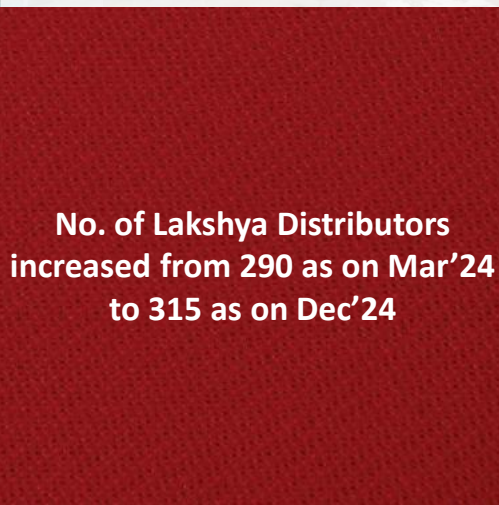 No. of Lakshya Distributors
increased from 290 as on Mar’24
to 315 as on Dec’24